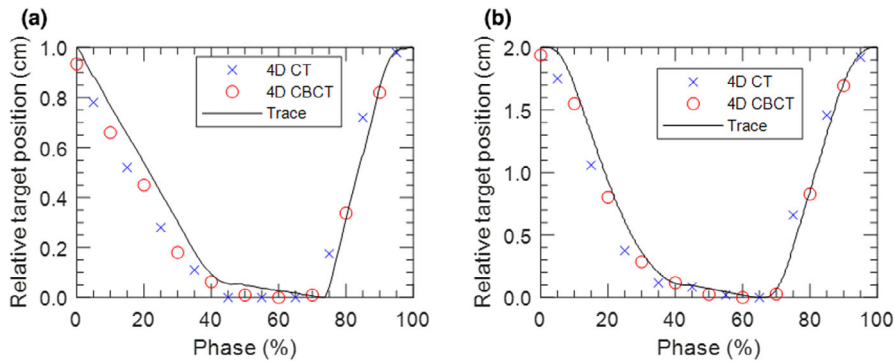 (a)
Relative target position (cm)
1.0
0.8
0.6
0.4
0.2
0.0
4D CT
4D CBCT
Trace
0 20 40 60 80 100
Phase (%)
(b)
Relative target position (cm)
2.0
1.5
1.0
0.5
0.0
4D CT
4D CBCT
Trace
0 20 40 60 80 100
Phase (%)